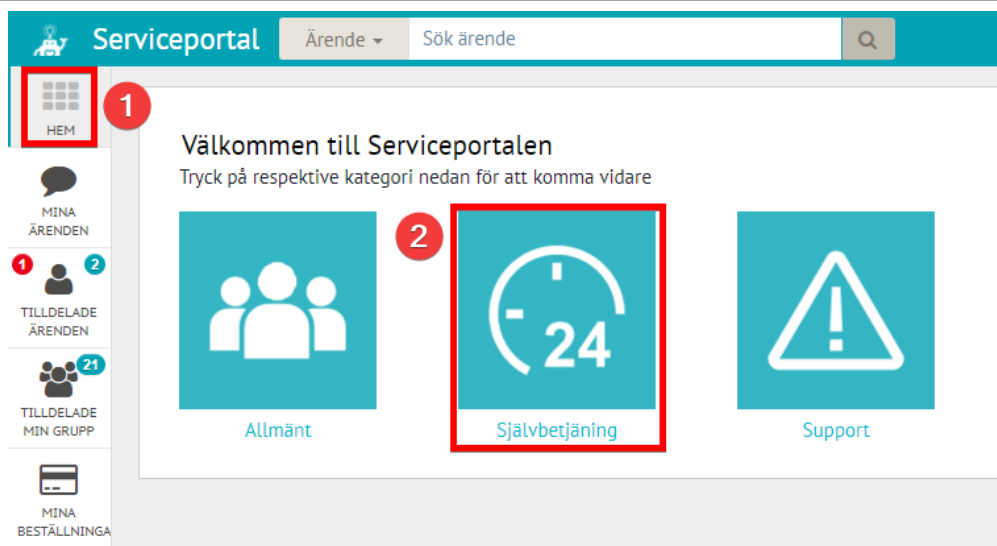 Serviceportal
Ärende
Sök ärende
HEM
1
Välkommen till Serviceportalen
Tryck på respektive kategori nedan för att komma vidare
MINA
ÄRENDEN
1
2
TILLDELADE
ÄRENDEN
21
TILLDELADE
MIN GRUPP
MINA
BESTÄLLNINGA
2
24
Allmänt
Självbetjäning
Support